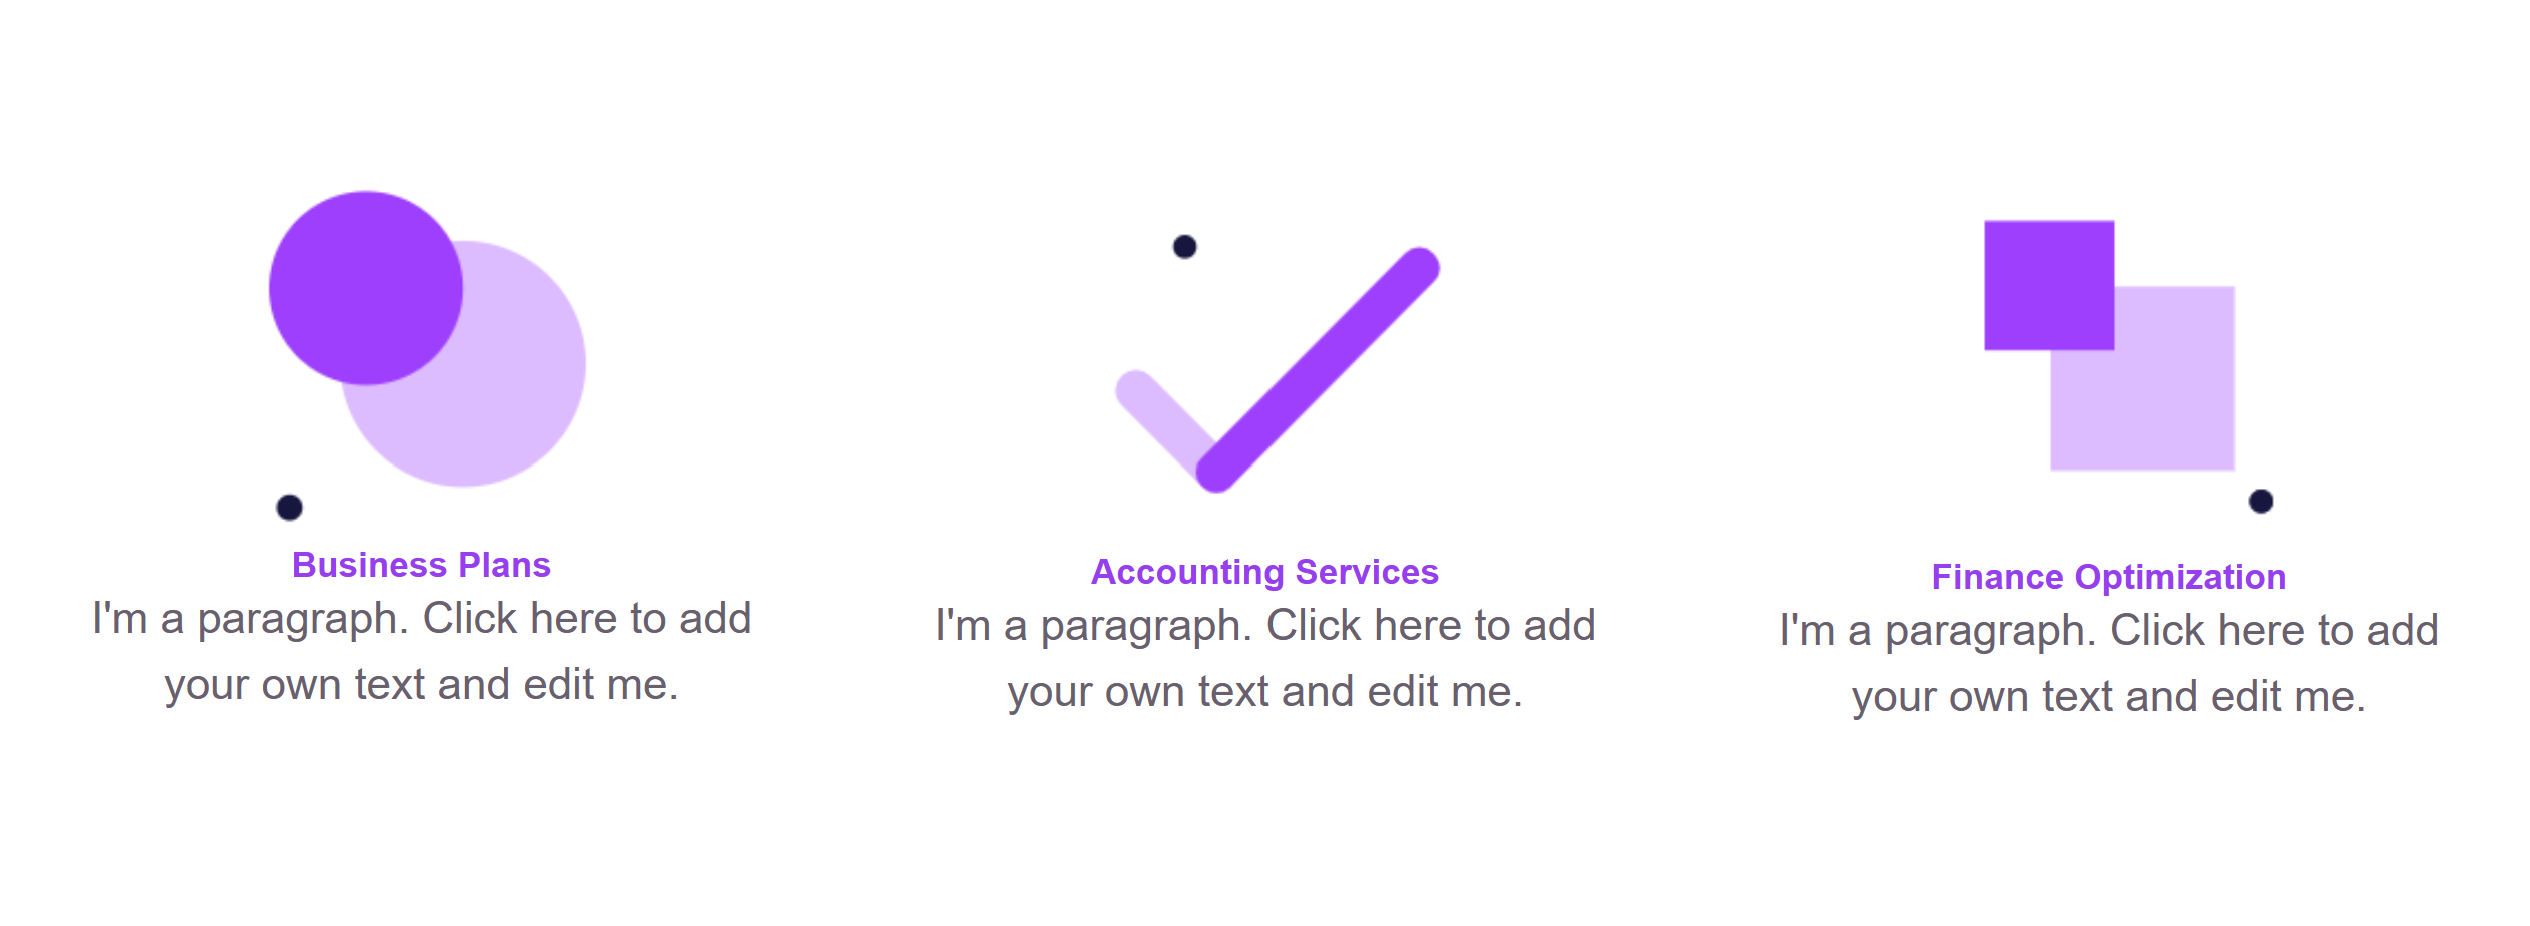 Business Plans
I'm a paragraph. Click here to add
your own text and edit me.
Accounting Services
I'm a paragraph. Click here to add
your own text and edit me.
Finance Optimization
I'm a paragraph. Click here to add
your own text and edit me.